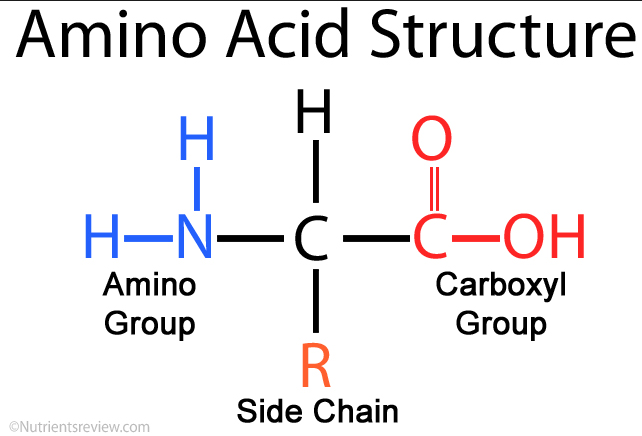 Amino Acid Structure
H H O
H N C C OH
Amino Group
Carboxyl Group
R
Side Chain
©Nutrientsreview.com